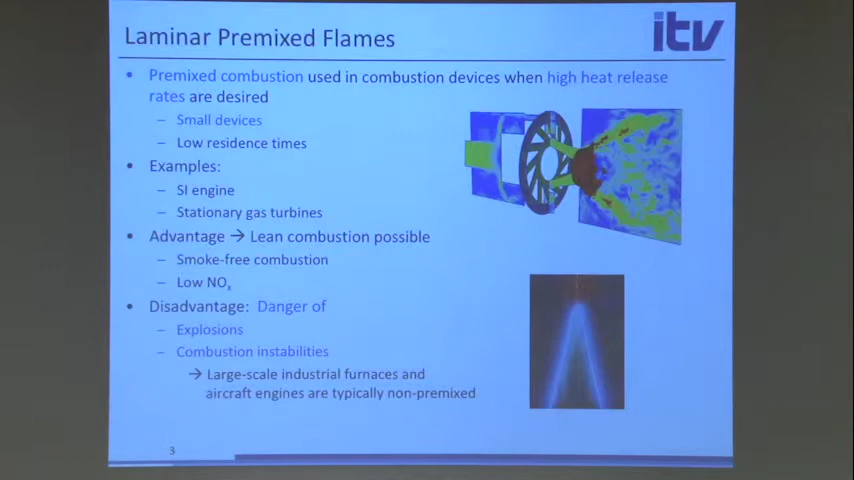 Laminar Premixed Flames
itv
• Premixed combustion used in combustion devices when high heat release
rates are desired
– Small devices
– Low residence times
• Examples:
– SI engine
– Stationary gas turbines
• Advantage → Lean combustion possible
– Smoke-free combustion
– Low NOx
• Disadvantage: Danger of
– Explosions
– Combustion instabilities
→ Large-scale industrial furnaces and
aircraft engines are typically non-premixed
3